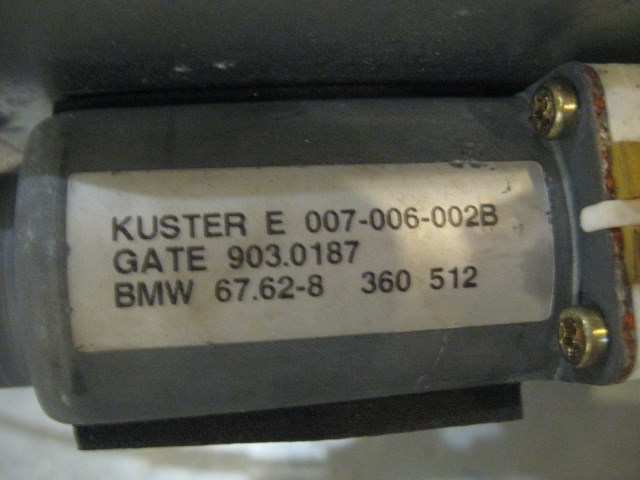 KUSTER E 007-006-002B
GATE 903.0187
BMW 67.62-8 360 512